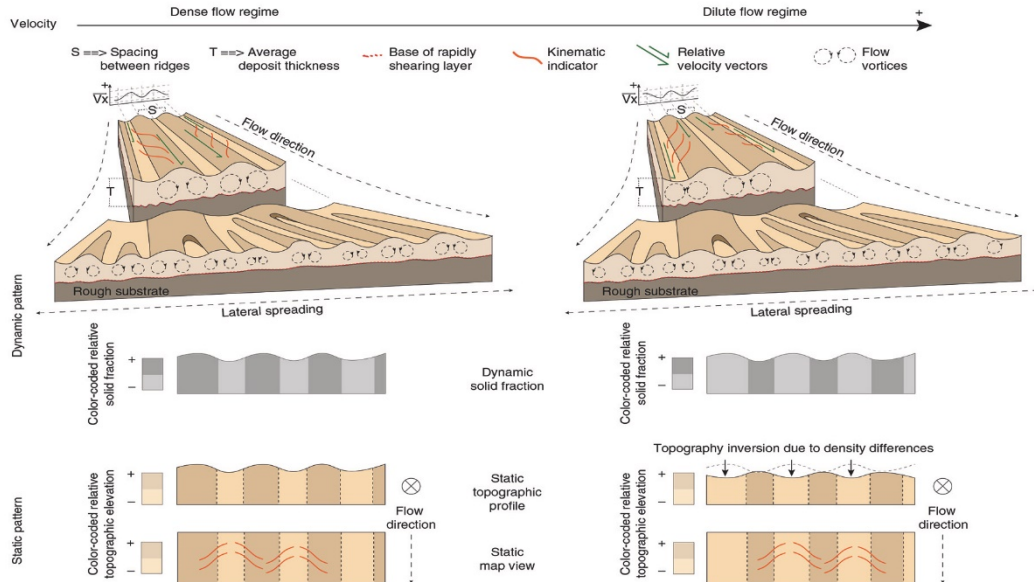 Dense flow regime
Dilute flow regime
Velocity
+
S ==> Spacing
between ridges
T ==> Average
deposit thickness
Base of rapidly
shearing layer
Kinematic
indicator
Relative
velocity vectors
Flow
vortices
+
Vx
-
S
Flow direction
T
Rough substrate
Lateral spreading
+
Vx
-
S
Flow direction
T
Rough substrate
Lateral spreading
Dynamic pattern
Color-coded relative
solid fraction
+
-
Dynamic
solid fraction
Color-coded relative
solid fraction
+
-
Static pattern
Color-coded relative
topographic elevation
+
-
+
-
Static
topographic
profile
Flow
direction
Static
map view
Topography inversion due to density differences
Color-coded relative
topographic elevation
+
-
+
-
Flow
direction